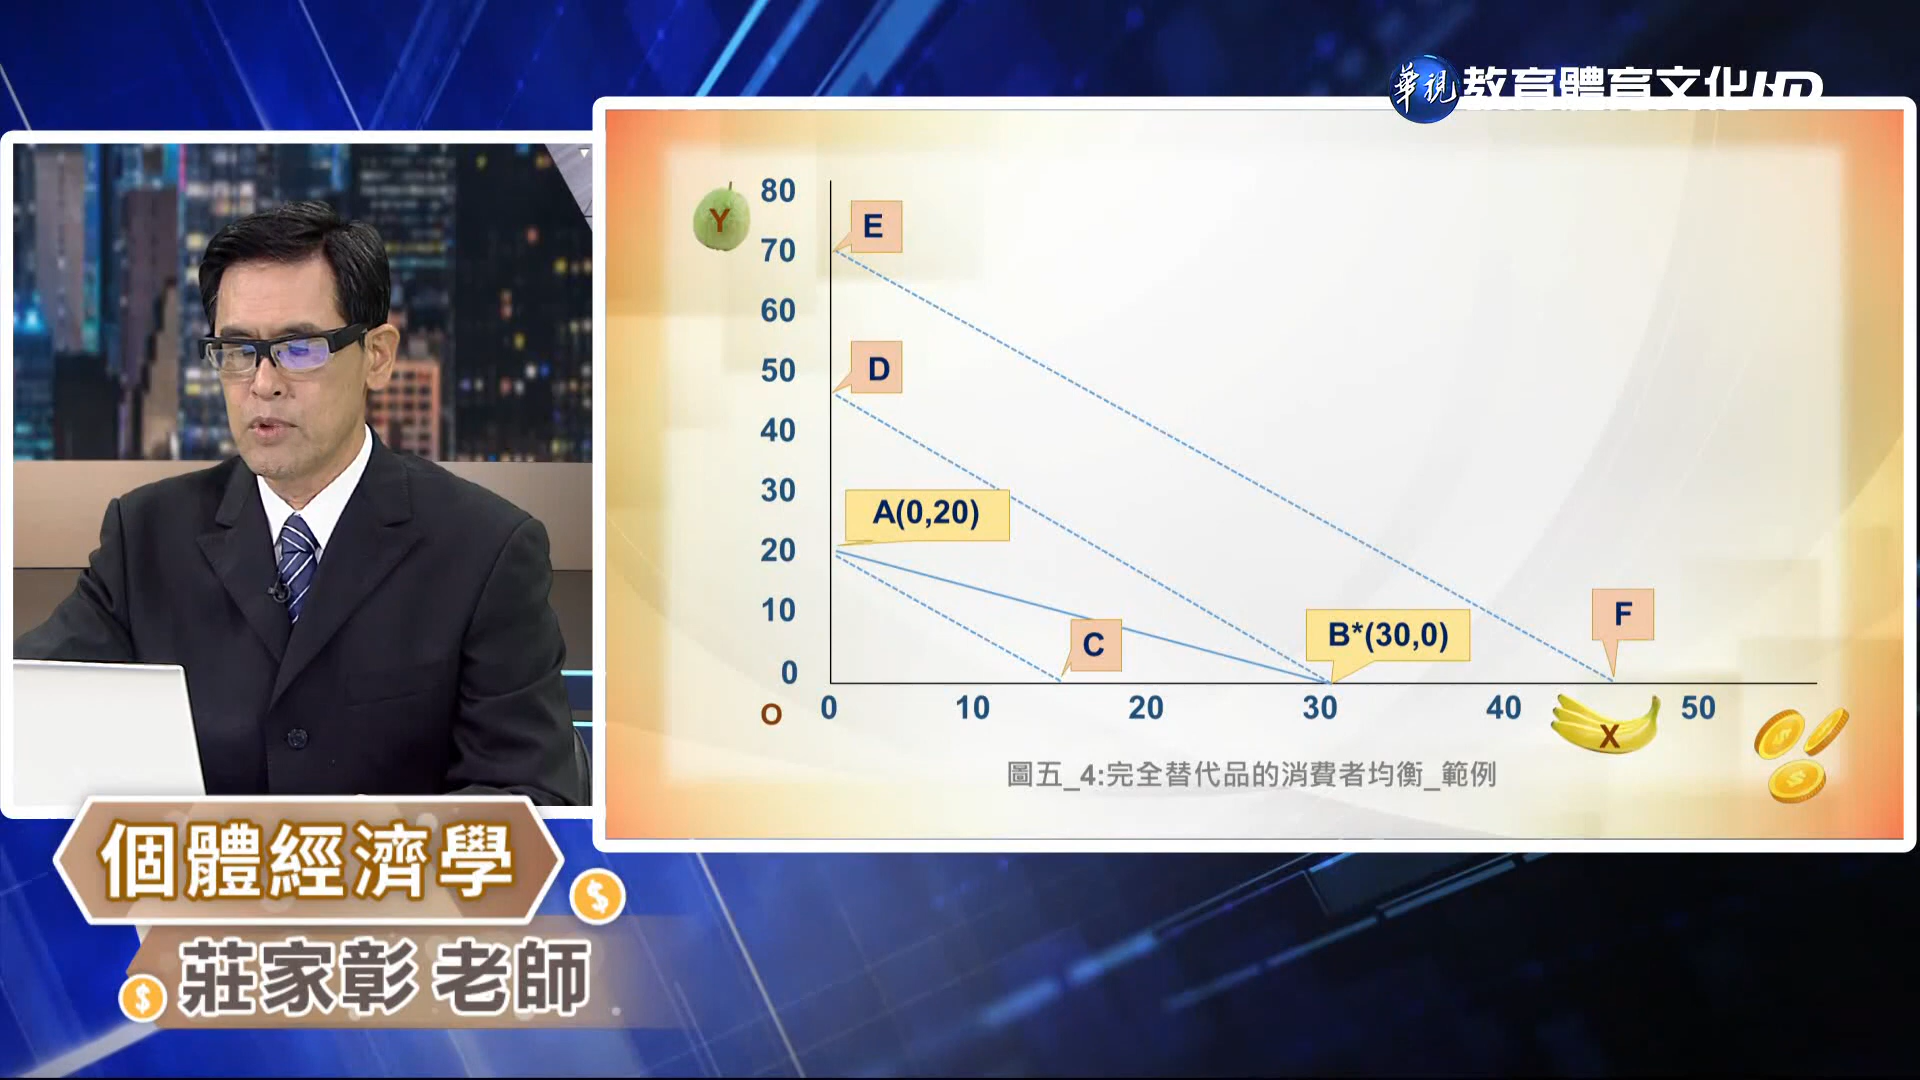 華視 教育體育文化HD
Y
80
70
60
50
40
30
20
10
0
E
D
A(0,20)
C
B*(30,0)
F
O
0 10 20 30 40 50
X
圖五_4:完全替代品的消費者均衡_範例
個體經濟學
莊家彰 老師